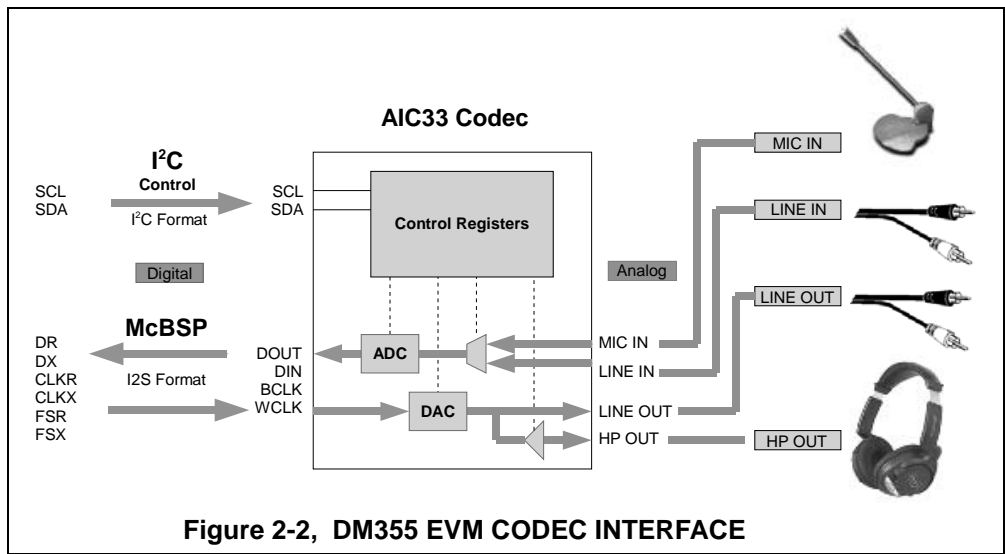 AIC33 Codec
I²C
Control
SCL
SDA
I²C Format
SCL
SDA
Control Registers
Digital
Analog
McBSP
DR
DX
CLKR
CLKX
FSR
FSX
I2S Format
DOUT
DIN
BCLK
WCLK
ADC
DAC
MIC IN
LINE IN
LINE OUT
HP OUT
MIC IN
LINE IN
LINE OUT
HP OUT
Figure 2-2, DM355 EVM CODEC INTERFACE